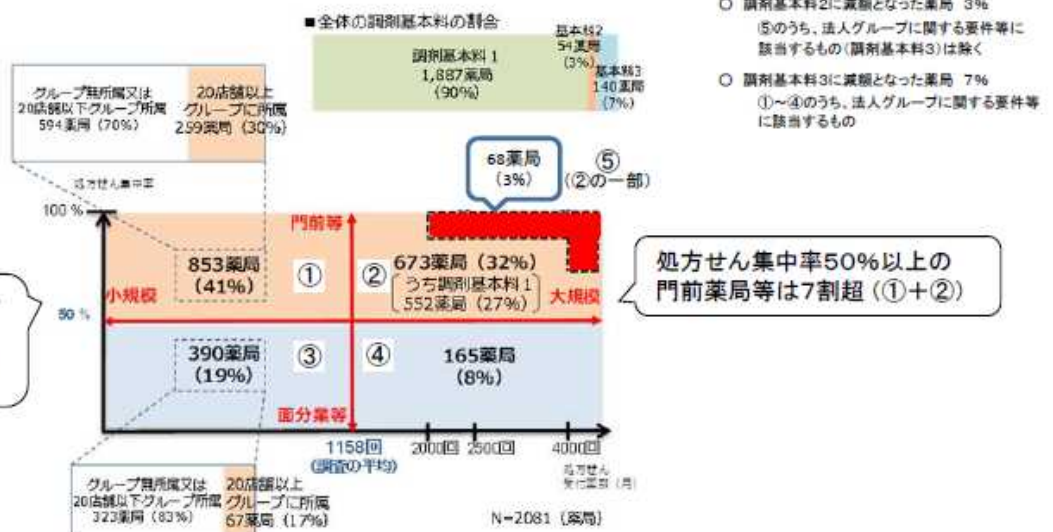 ■全体の調剤基本料の割合
調剤基本料1
1,887薬局
(90%)
基本料2
54薬局
(3%)
基本料3
140薬局
(7%)
○ 調剤基本料2に減額となった薬局 3%
⑤のうち、法人グループに関する要件等に
該当するもの(調剤基本料3)は除く
○ 調剤基本料3に減額となった薬局 7%
①~④のうち、法人グループに関する要件等
に該当するもの
グループ無所属又は
20店舗以下グループ所属
594薬局(70%)
20店舗以上
グループに所属
259薬局(30%)
68薬局
(3%)
⑤
(②の一部)
処方せん集中率
100 %
門前等
853薬局
(41%)
①
②
673薬局(32%)
うち調剤基本料1
552薬局(27%)
小規模
大規模
50 %
処方せん集中率50%以上の
門前薬局等は7割超(①+②)
390薬局
(19%)
③
④
165薬局
(8%)
面分業等
1158回
(調査の平均)
2000回
2500回
4000回
処方せん
受付回数(月)
グループ無所属又は
20店舗以下グループ所属
323薬局(83%)
20店舗以上
グループに所属
67薬局(17%)
N=2081(薬局)